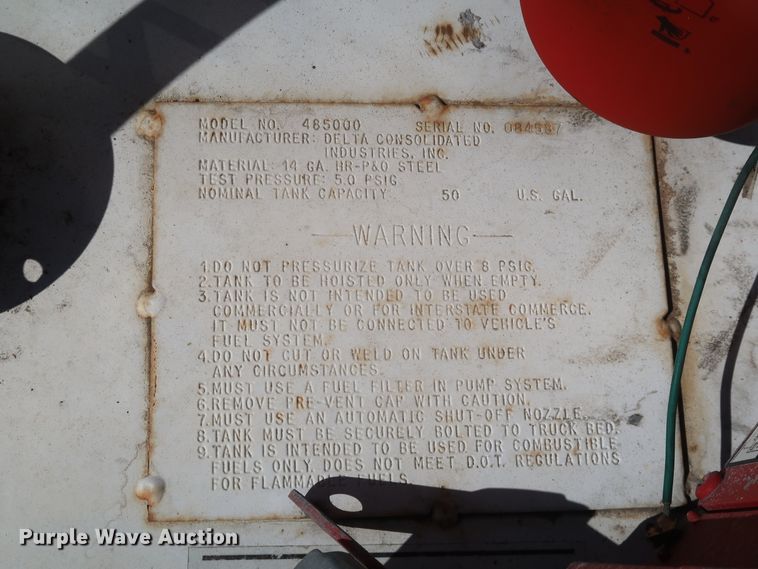 MODEL NO. 485000 SERIAL NO. 084587
MANUFACTURER: DELTA CONSOLIDATED
INDUSTRIES, INC.
MATERIAL: 14 GA. HR-P&O STEEL
TEST PRESSURE: 5.0 PSIG
NOMINAL TANK CAPACITY 50 U.S. GAL.
WARNING
1. DO NOT PRESSURIZE TANK OVER 8 PSIG.
2. TANK TO BE HOISTED ONLY WHEN EMPTY.
3. TANK IS NOT INTENDED TO BE USED
COMMERCIALLY OR FOR INTERSTATE COMMERCE.
IT MUST NOT BE CONNECTED TO VEHICLE'S
FUEL SYSTEM.
4. DO NOT CUT OR WELD ON TANK UNDER
ANY CIRCUMSTANCES.
5. MUST USE A FUEL FILTER IN PUMP SYSTEM.
6. REMOVE PRE-VENT CAP WITH CAUTION.
7. MUST USE AN AUTOMATIC SHUT-OFF NOZZLE.
8. TANK MUST BE SECURELY BOLTED TO TRUCK BED.
9. TANK IS INTENDED TO BE USED FOR COMBUSTIBLE
FUELS ONLY. DOES NOT MEET D.O.T. REGULATIONS
FOR FLAMMABLE FUELS.
Purple Wave Auction